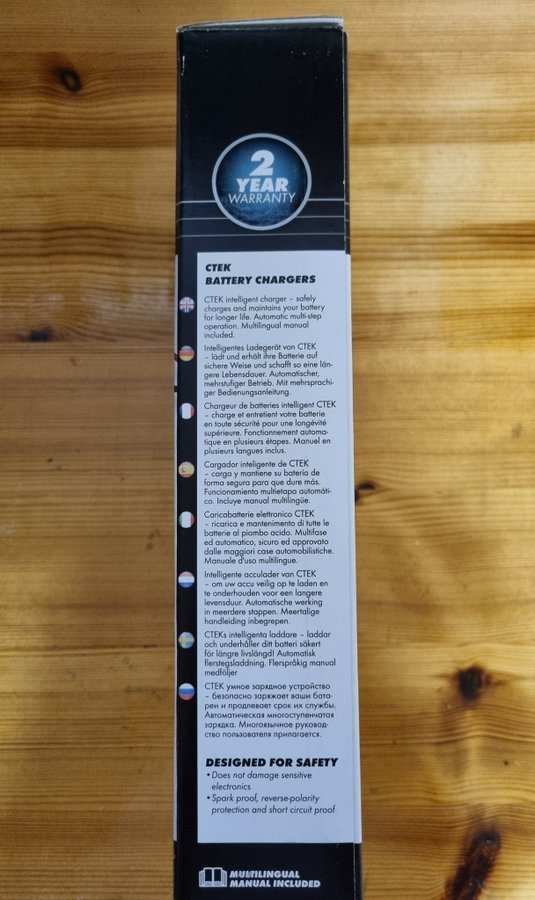 2
YEAR
WARRANTY
CTEK
BATTERY CHARGERS
CTEK intelligent charger – safely
charges and maintains your battery
for longer life. Automatic multi-step
operation. Multilingual manual
included.
Intelligentes Ladegerät von CTEK
– lädt und erhält ihre Batterie auf
sichere Weise und schafft so eine län-
gere Lebensdauer. Automatischer,
mehrstufiger Betrieb. Mit mehrsprachi-
ger Bedienungsanleitung.
Chargeur de batteries intelligent CTEK
– charge et entretient votre batterie
en toute sécurité pour une longévité
supérieure. Fonctionnement automa-
tique en plusieurs étapes. Manuel en
plusieurs langues inclus.
Cargador inteligente de CTEK
– carga y mantiene su batería de
forma segura para que dure más.
Funcionamiento multietapa automáti-
co. Incluye manual multilingüe.
Caricabatterie elettronico CTEK
– ricarica e mantenimento di tutte le
batterie al piombo acido. Multifase
ed automatico, sicuro ed approvato
dalle maggiori case automobilistiche.
Manuale d'uso multilingue.
Intelligente acculader van CTEK
– om uw accu veilig op te laden en
te onderhouden voor een langere
levensduur. Automatische werking
in meerdere stappen. Meertalige
handleiding inbegrepen.
CTEKs intelligenta laddare – laddar
och underhåller ditt batteri säkert
för längre livslängd! Automatisk
flerstegsladdning. Flerspråkig manual
medföljer
CTEK умное зарядное устройство
– безопасно заряжает ваши бата-
реи и продлевает срок их службы.
Автоматическая многоступенчатая
зарядка. Многоязычное руковод-
ство пользователя прилагается.
DESIGNED FOR SAFETY
• Does not damage sensitive
electronics
• Spark proof, reverse-polarity
protection and short circuit proof
MULTILINGUAL
MANUAL INCLUDED